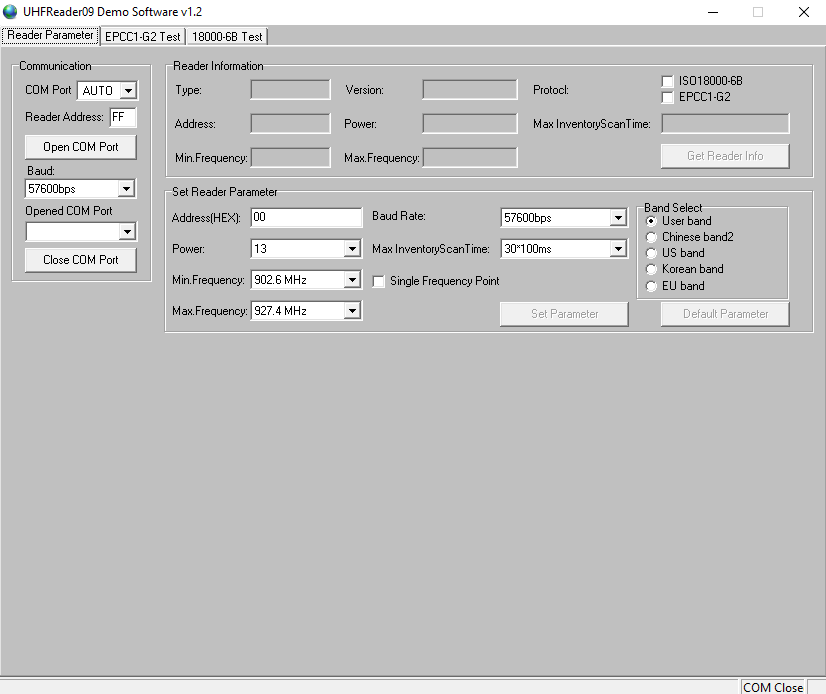 UHFReader09 Demo Software v1.2
Reader Parameter EPCC1-G2 Test 18000-6B Test
Communication
COM Port AUTO
Reader Address: FF
Open COM Port
Baud:
57600bps
Opened COM Port
Close COM Port
Reader Information
Type: Version: Protocl: ISO18000-6B
EPCC1-G2
Address: Power: Max InventoryScanTime:
Min.Frequency: Max.Frequency: Get Reader Info
Set Reader Parameter
Address(HEX): 00 Baud Rate: 57600bps
Power: 13 Max InventoryScanTime: 30*100ms
Min.Frequency: 902.6 MHz Single Frequency Point
Max.Frequency: 927.4 MHz Set Parameter
Band Select
User band
Chinese band2
US band
Korean band
EU band
Default Parameter
COM Close